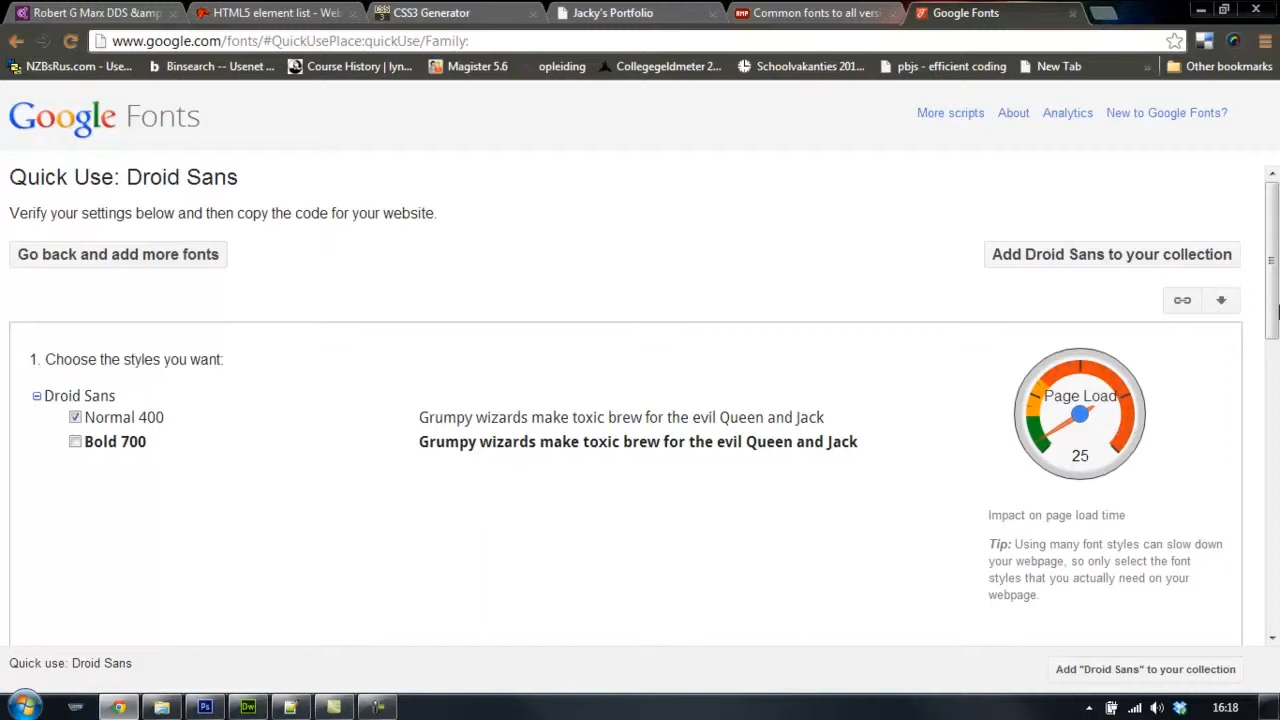 Robert G Marx DDS &amp
HTML5 element list - Web
CSS3 Generator
Jacky's Portfolio
Common fonts to all versi
Google Fonts
www.google.com/fonts/#QuickUsePlace:quickUse/Family:
NZBsRus.com - Use...
Binsearch -- Usenet ...
Course History | lyn...
Magister 5.6
opleiding
Collegegeldmeter 2...
Schoolvakanties 201...
pbjs - efficient coding
New Tab
»
Other bookmarks
Google Fonts
More scripts About Analytics New to Google Fonts?
Quick Use: Droid Sans
Verify your settings below and then copy the code for your website.
Go back and add more fonts
Add Droid Sans to your collection
1. Choose the styles you want:
Droid Sans
Normal 400 Grumpy wizards make toxic brew for the evil Queen and Jack
Bold 700 Grumpy wizards make toxic brew for the evil Queen and Jack
Page Load
25
Impact on page load time
Tip: Using many font styles can slow down
your webpage, so only select the font
styles that you actually need on your
webpage.
Quick use: Droid Sans
Add "Droid Sans" to your collection
Ps
Dw
16:18